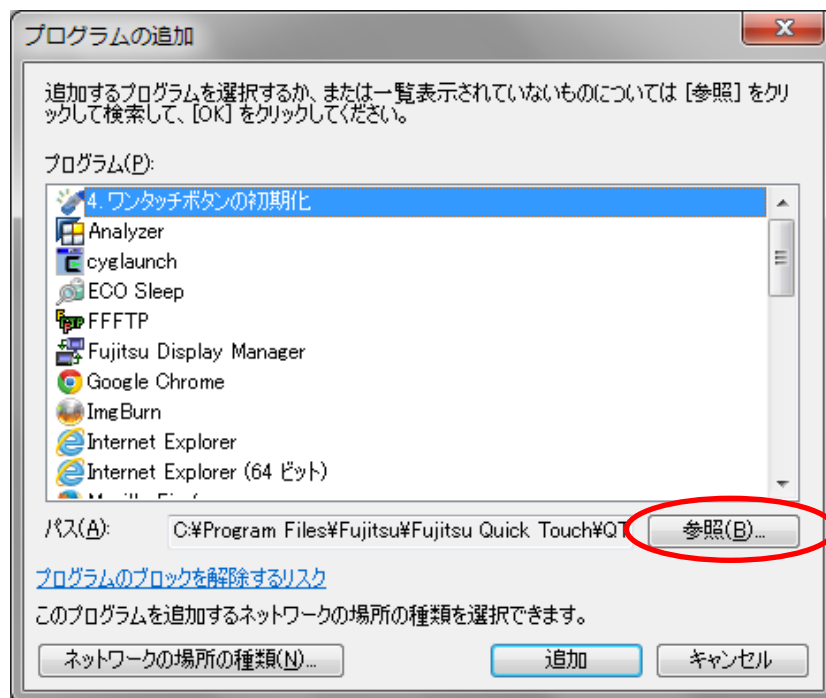 プログラムの追加
追加するプログラムを選択するか、または一覧表示されていないものについては [参照] をクリ
ックして検索して、[OK] をクリックしてください。
プログラム(P):
4. ワンタッチボタンの初期化
Analyzer
cyglaunch
ECO Sleep
FFFTP
Fujitsu Display Manager
Google Chrome
ImgBurn
Internet Explorer
Internet Explorer (64 ビット)
パス(A): C:¥Program Files¥Fujitsu¥Fujitsu Quick Touch¥QT 参照(B)...
プログラムのブロックを解除するリスク
このプログラムを追加するネットワークの場所の種類を選択できます。
ネットワークの場所の種類(N)... 追加 キャンセル